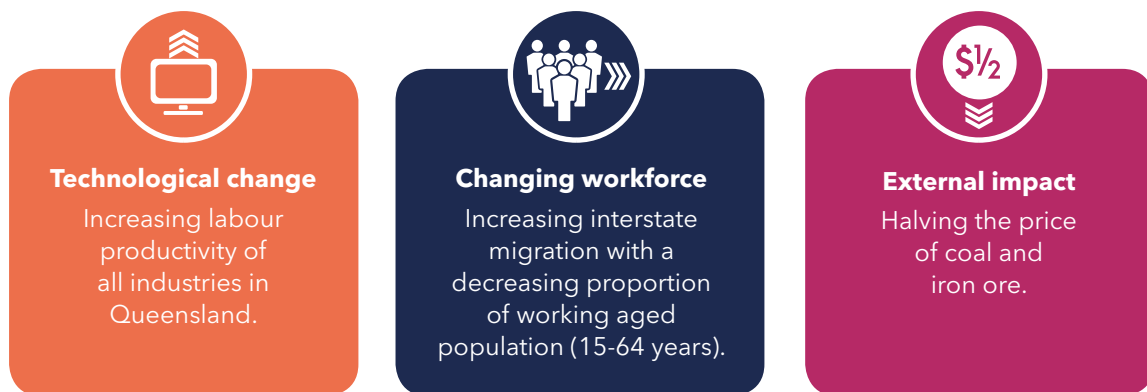 Technological change
Increasing labour
productivity of
all industries in
Queensland.
Changing workforce
Increasing interstate
migration with a
decreasing proportion
of working aged
population (15-64 years).
$½
External impact
Halving the price
of coal and
iron ore.